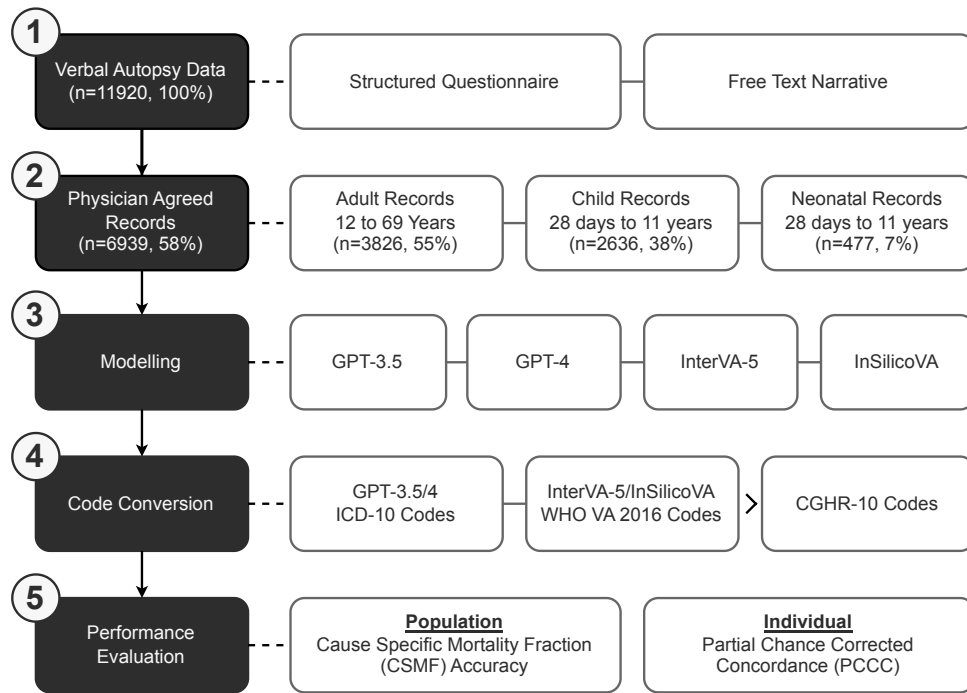 1
Verbal Autopsy Data
(n=11920, 100%)
Structured Questionnaire
Free Text Narrative
2
Physician Agreed
Records
(n=6939, 58%)
Adult Records
12 to 69 Years
(n=3826, 55%)
Child Records
28 days to 11 years
(n=2636, 38%)
Neonatal Records
28 days to 11 years
(n=477, 7%)
3
Modelling
GPT-3.5
GPT-4
InterVA-5
InSilicoVA
4
Code Conversion
GPT-3.5/4
ICD-10 Codes
InterVA-5/InSilicoVA
WHO VA 2016 Codes
CGHR-10 Codes
5
Performance
Evaluation
Population
Cause Specific Mortality Fraction
(CSMF) Accuracy
Individual
Partial Chance Corrected
Concordance (PCCC)